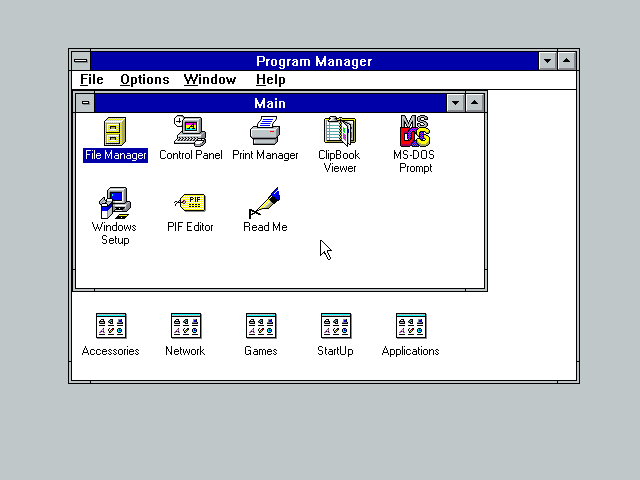 Program Manager
File Options Window Help
Main
File Manager Control Panel Print Manager ClipBook Viewer MS-DOS Prompt
MS
DOS
Windows Setup PIF Editor Read Me
PIF
Accessories Network Games StartUp Applications